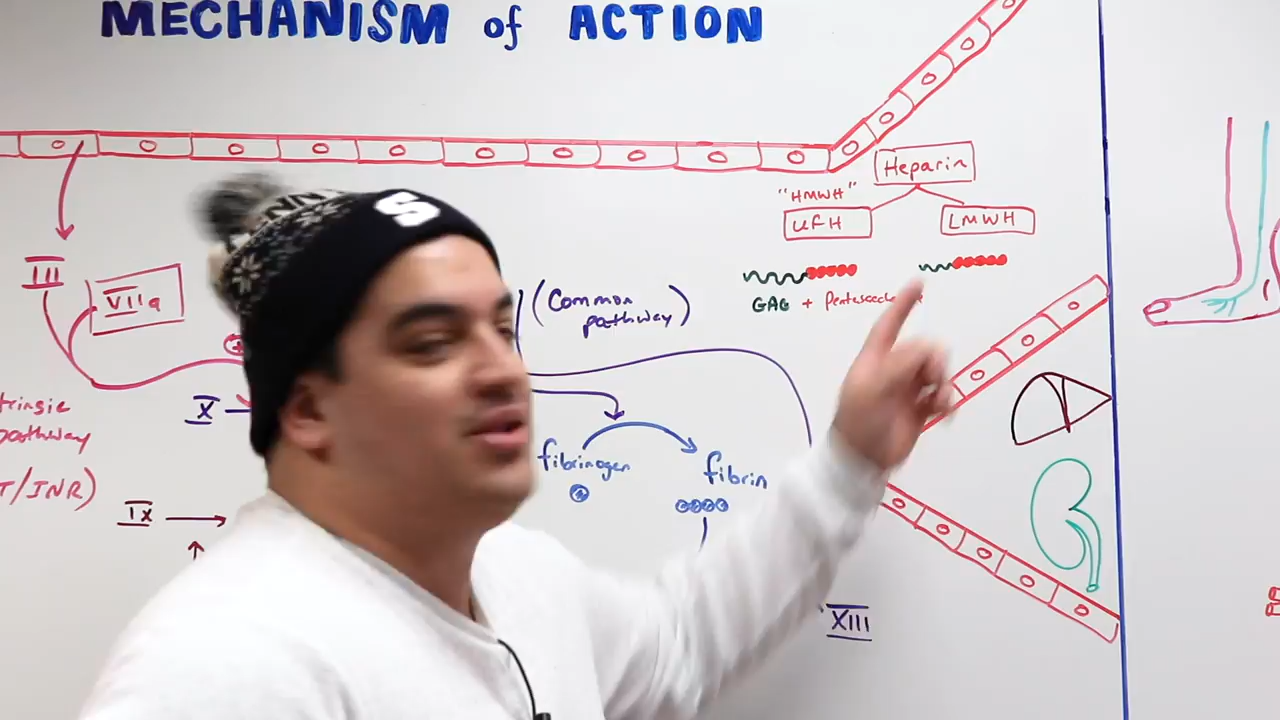 MECHANISM of ACTION
Heparin
"HMWH"
UFH
LMWH
GAG + Pentasacch
III
VIIa
(Common
pathway)
X
fibrinogen
fibrin
trinsic
pathway
T/INR)
IX
XIII
S